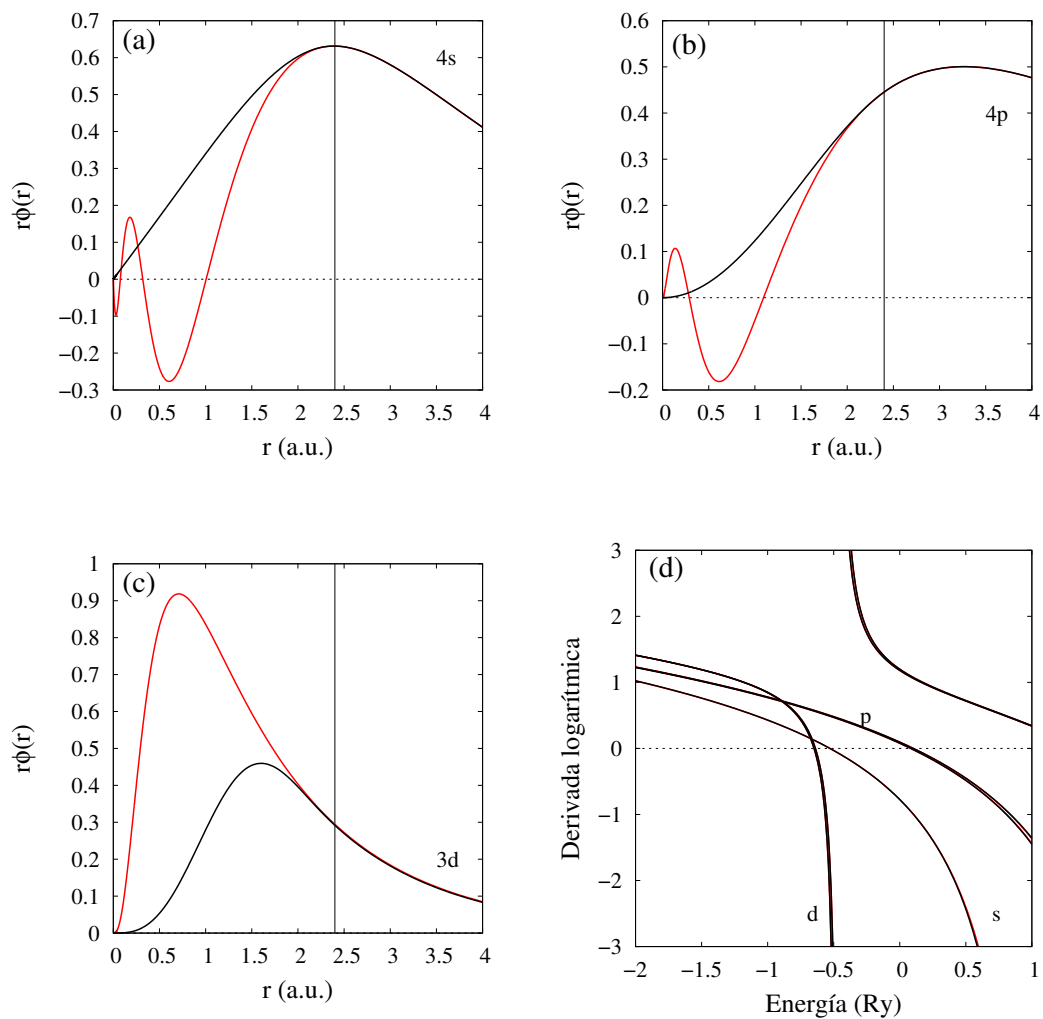 (a)
4s
rϕ(r)
0.7
0.6
0.5
0.4
0.3
0.2
0.1
0
−0.1
−0.2
−0.3
0 0.5 1 1.5 2 2.5 3 3.5 4
r (a.u.)
(b)
4p
rϕ(r)
0.6
0.5
0.4
0.3
0.2
0.1
0
−0.1
−0.2
0 0.5 1 1.5 2 2.5 3 3.5 4
r (a.u.)
(c)
3d
rϕ(r)
1
0.9
0.8
0.7
0.6
0.5
0.4
0.3
0.2
0.1
0
0 0.5 1 1.5 2 2.5 3 3.5 4
r (a.u.)
(d)
p
d
s
Derivada logarítmica
3
2
1
0
−1
−2
−3
−2 −1.5 −1 −0.5 0 0.5 1
Energía (Ry)